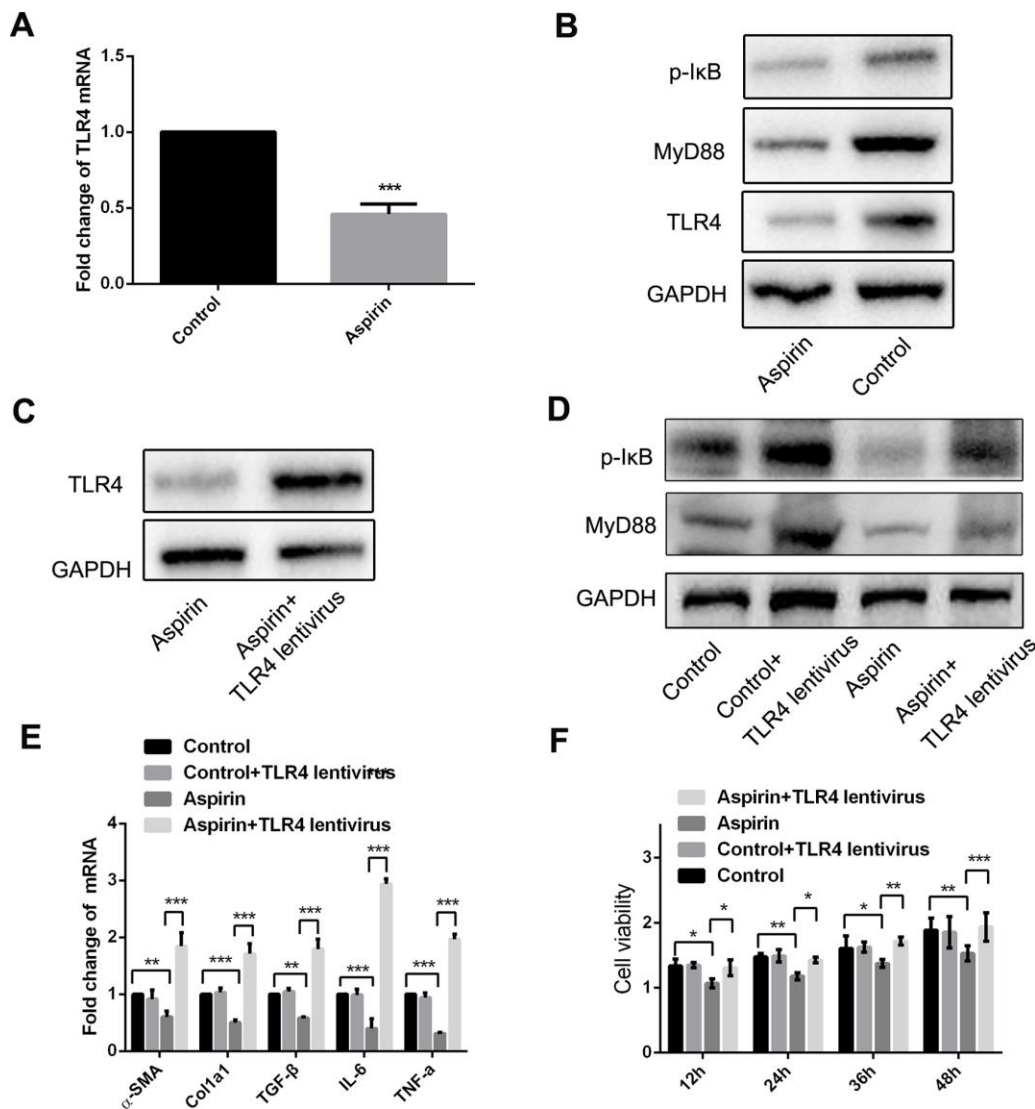 A
Fold change of TLR4 mRNA
1.5
1.0
0.5
0.0
***
Control
Aspirin
B
p-IκB
MyD88
TLR4
GAPDH
Aspirin
Control
C
TLR4
GAPDH
Aspirin
Aspirin+
TLR4 lentivirus
D
p-IκB
MyD88
GAPDH
Control
Control+
TLR4 lentivirus
Aspirin
Aspirin+
TLR4 lentivirus
E
Control
Control+TLR4 lentivirus
Aspirin
Aspirin+TLR4 lentivirus
Fold change of mRNA
4
3
2
1
0
** *** *** *** ** *** *** *** *** ***
α-SMA
Col1a1
TGF-β
IL-6
TNF-a
F
Aspirin+TLR4 lentivirus
Aspirin
Control+TLR4 lentivirus
Control
Cell viability
3
2
1
0
* * ** * * ** ** ***
12h
24h
36h
48h